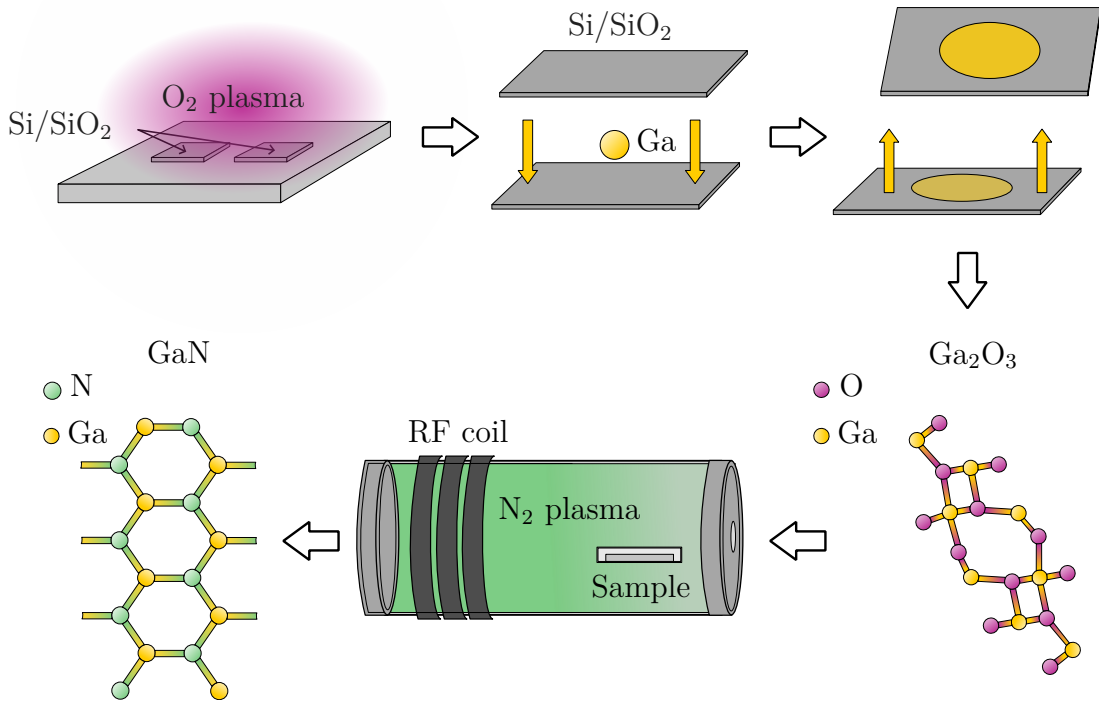 O₂ plasma
Si/SiO₂
Si/SiO₂
Ga
GaN
N
Ga
RF coil
N₂ plasma
Sample
Ga₂O₃
O
Ga